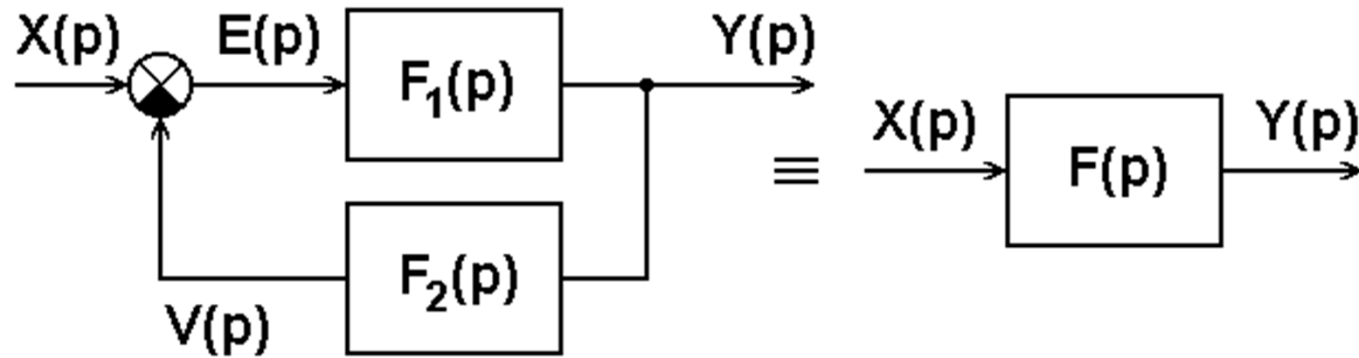 X(p) E(p) F₁(p) Y(p)
F₂(p)
V(p)
≡
X(p) F(p) Y(p)